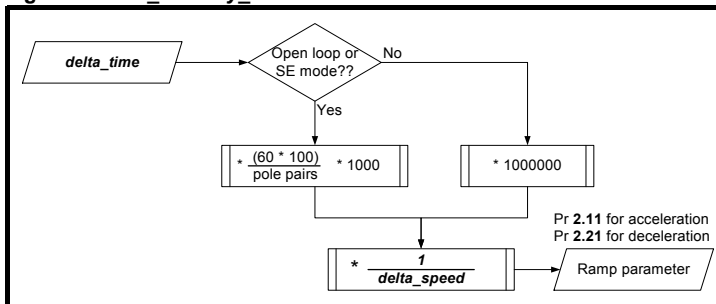 delta_time
Open loop or
SE mode??
No
Yes
* (60 * 100)
pole pairs
* 1000
* 1000000
Pr 2.11 for acceleration
Pr 2.21 for deceleration
* 1
delta_speed
Ramp parameter